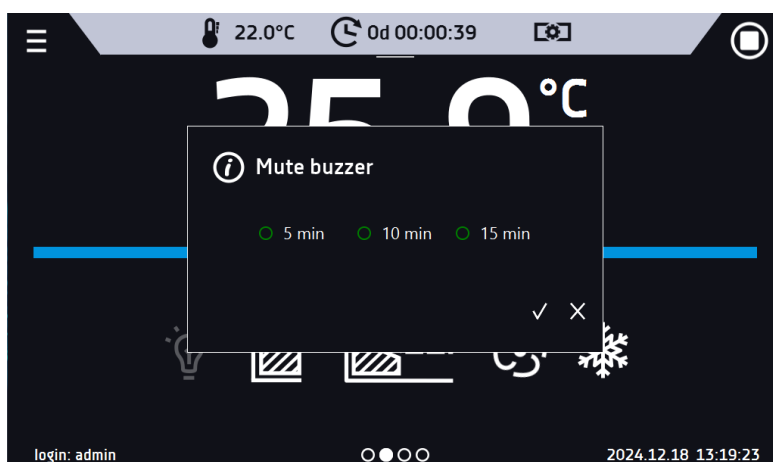 22.0°C 0d 00:00:39
°C
Mute buzzer
5 min 10 min 15 min
login: admin 2024.12.18 13:19:23